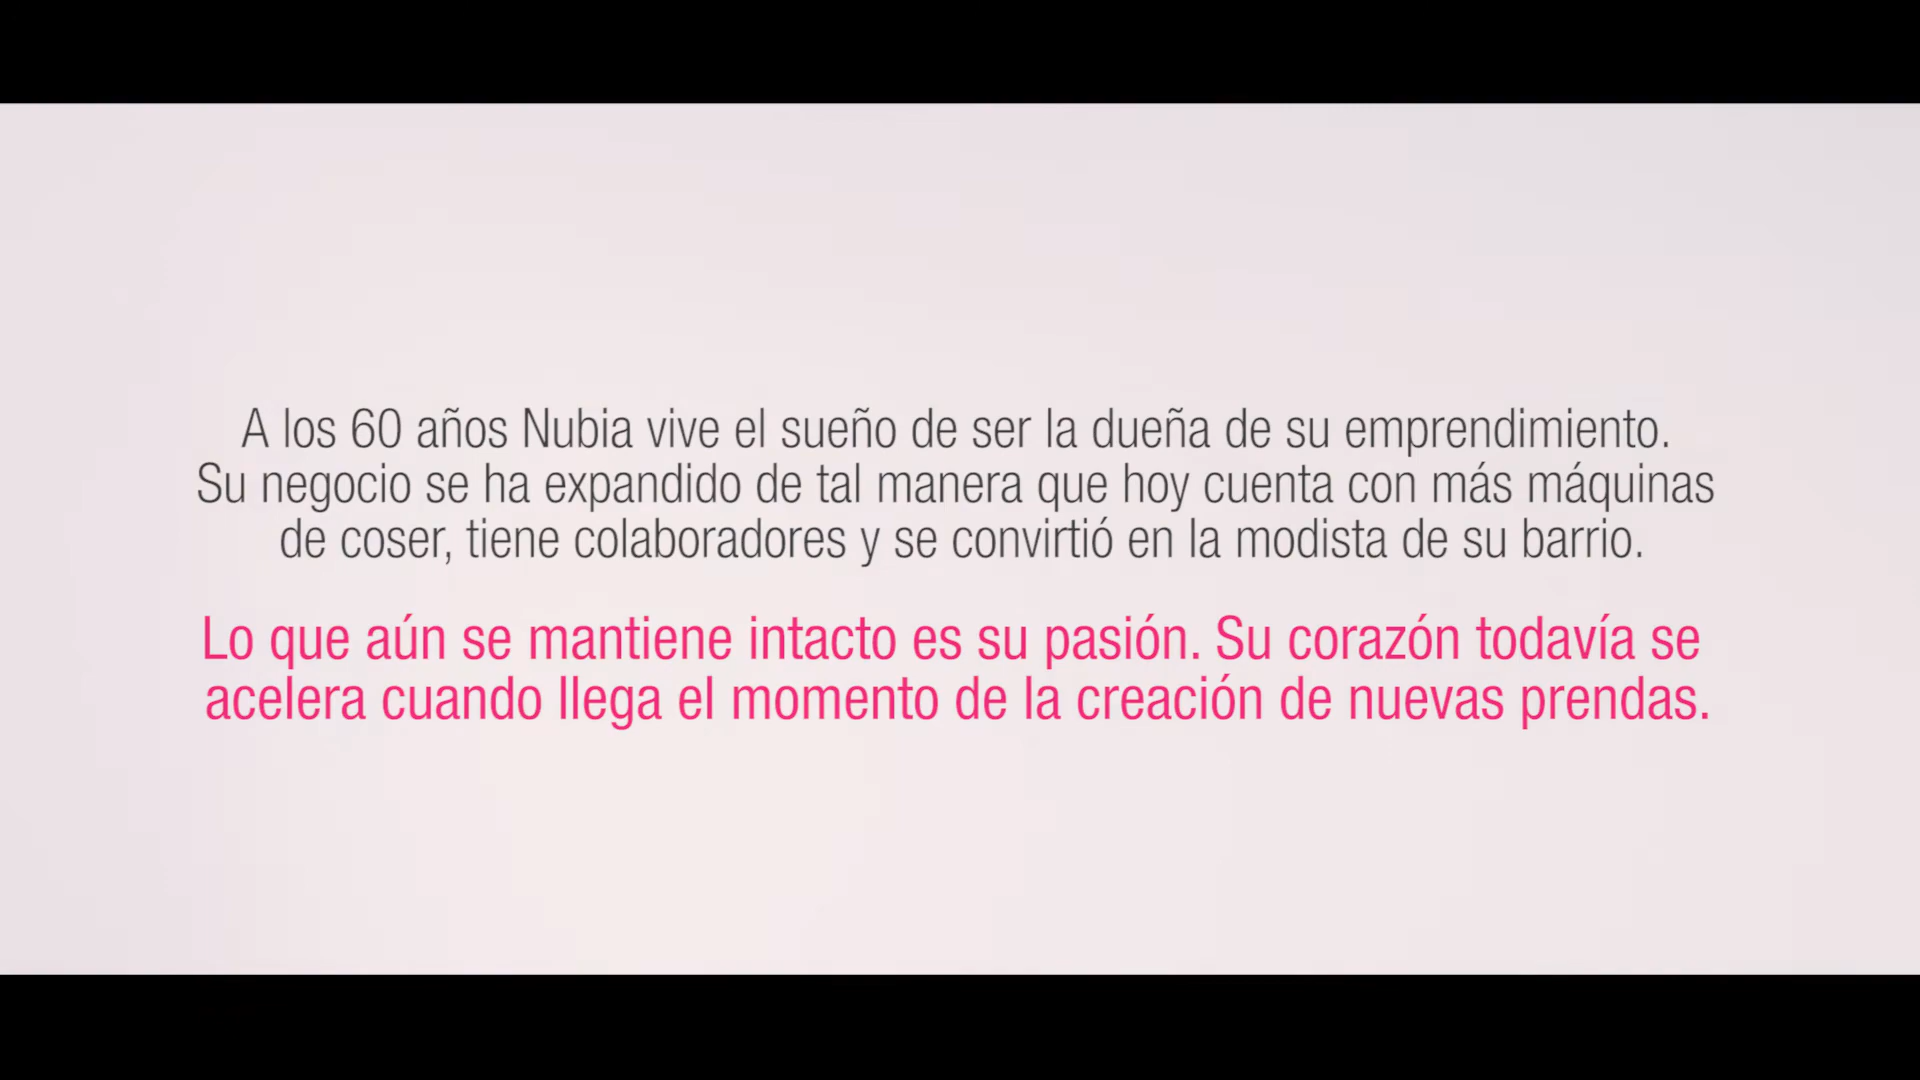 A los 60 años Nubia vive el sueño de ser la dueña de su emprendimiento.
Su negocio se ha expandido de tal manera que hoy cuenta con más máquinas
de coser, tiene colaboradores y se convirtió en la modista de su barrio.
Lo que aún se mantiene intacto es su pasión. Su corazón todavía se
acelera cuando llega el momento de la creación de nuevas prendas.